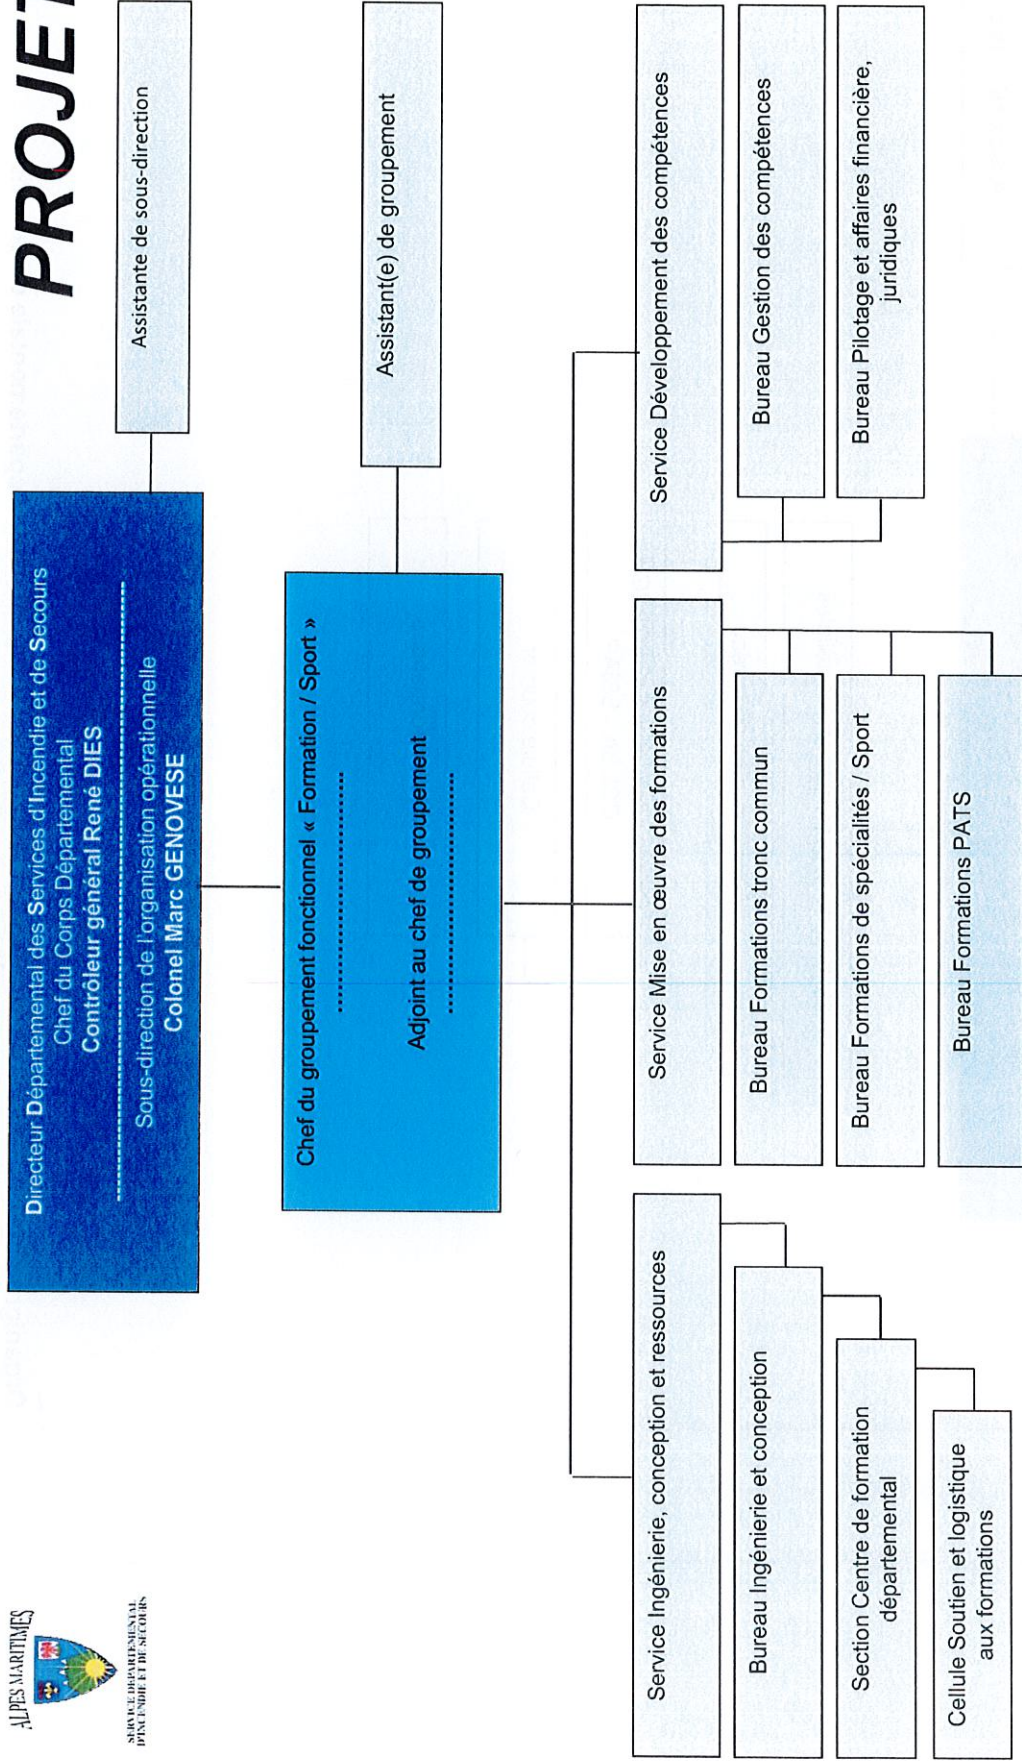 ALPES MARITIMES
SERVICE DEPARTEMENTAL
D'INCENDIE ET DE SECOURS
PROJET
Directeur Départemental des Services d'Incendie et de Secours
Chef du Corps Départemental
Contrôleur général René DIES
Sous-direction de l'organisation opérationnelle
Colonel Marc GENOVESE
Assistante de sous-direction
Chef du groupement fonctionnel « Formation / Sport »
..............................
Adjoint au chef de groupement
..............................
Assistant(e) de groupement
Service Ingénierie, conception et ressources
Bureau Ingénierie et conception
Section Centre de formation
départemental
Cellule Soutien et logistique
aux formations
Service Mise en œuvre des formations
Bureau Formations tronc commun
Bureau Formations de spécialités / Sport
Bureau Formations PATS
Service Développement des compétences
Bureau Gestion des compétences
Bureau Pilotage et affaires financière,
juridiques